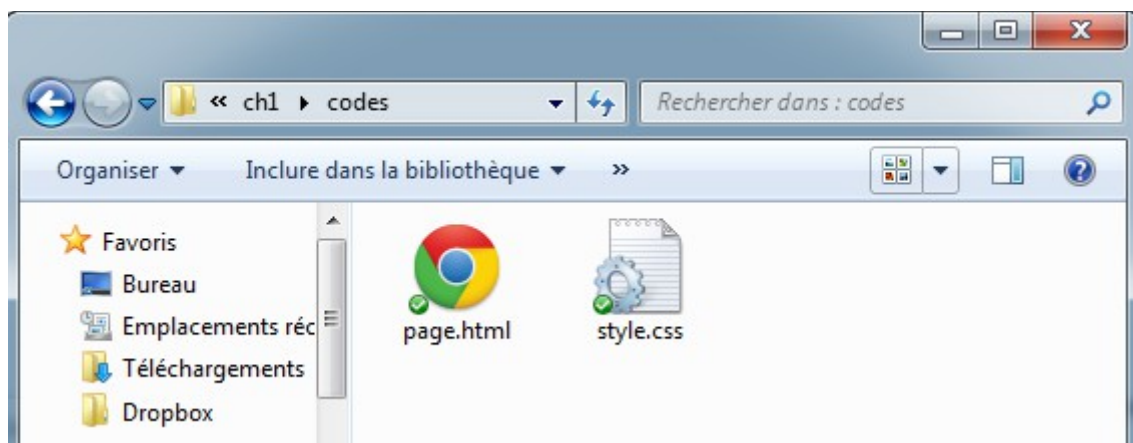 « ch1 ▸ codes
Rechercher dans : codes
Organiser ▾ Inclure dans la bibliothèque ▾ »
Favoris
Bureau
Emplacements réc
Téléchargements
Dropbox
page.html
style.css